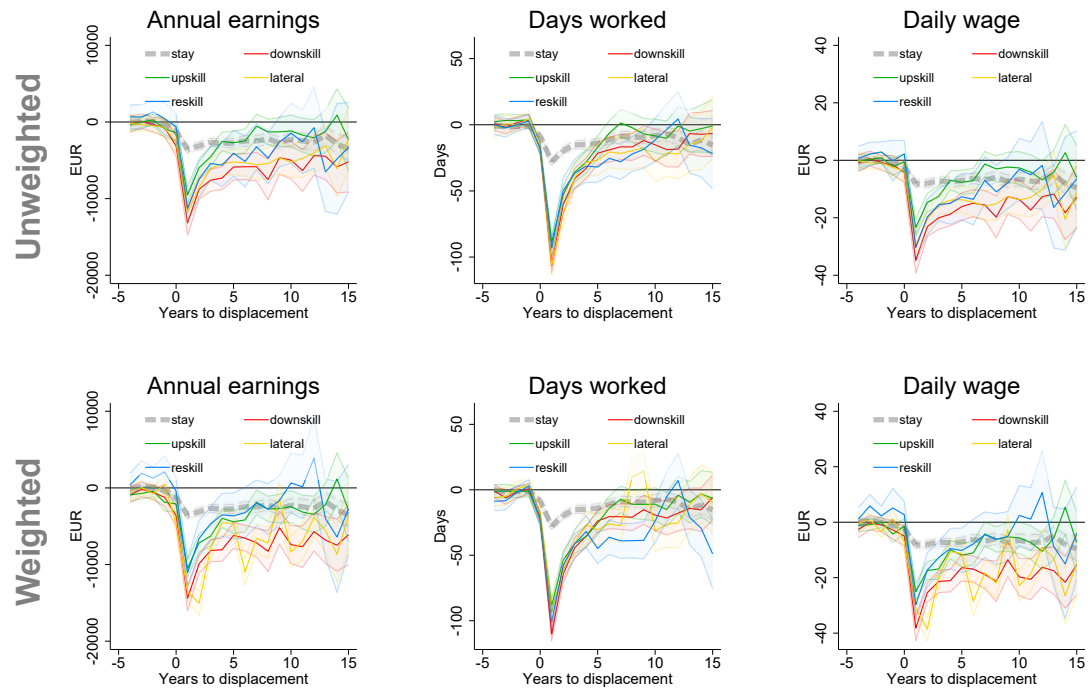 Unweighted
Annual earnings
10000
0
-10000
-20000
EUR
stay
downskill
upskill
lateral
reskill
-5 0 5 10 15
Years to displacement
Days worked
50
0
-50
-100
Days
stay
downskill
upskill
lateral
reskill
-5 0 5 10 15
Years to displacement
Daily wage
40
20
0
-20
-40
EUR
stay
downskill
upskill
lateral
reskill
-5 0 5 10 15
Years to displacement
Weighted
Annual earnings
10000
0
-10000
-20000
EUR
stay
downskill
upskill
lateral
reskill
-5 0 5 10 15
Years to displacement
Days worked
50
0
-50
-100
Days
stay
downskill
upskill
lateral
reskill
-5 0 5 10 15
Years to displacement
Daily wage
40
20
0
-20
-40
EUR
stay
downskill
upskill
lateral
reskill
-5 0 5 10 15
Years to displacement